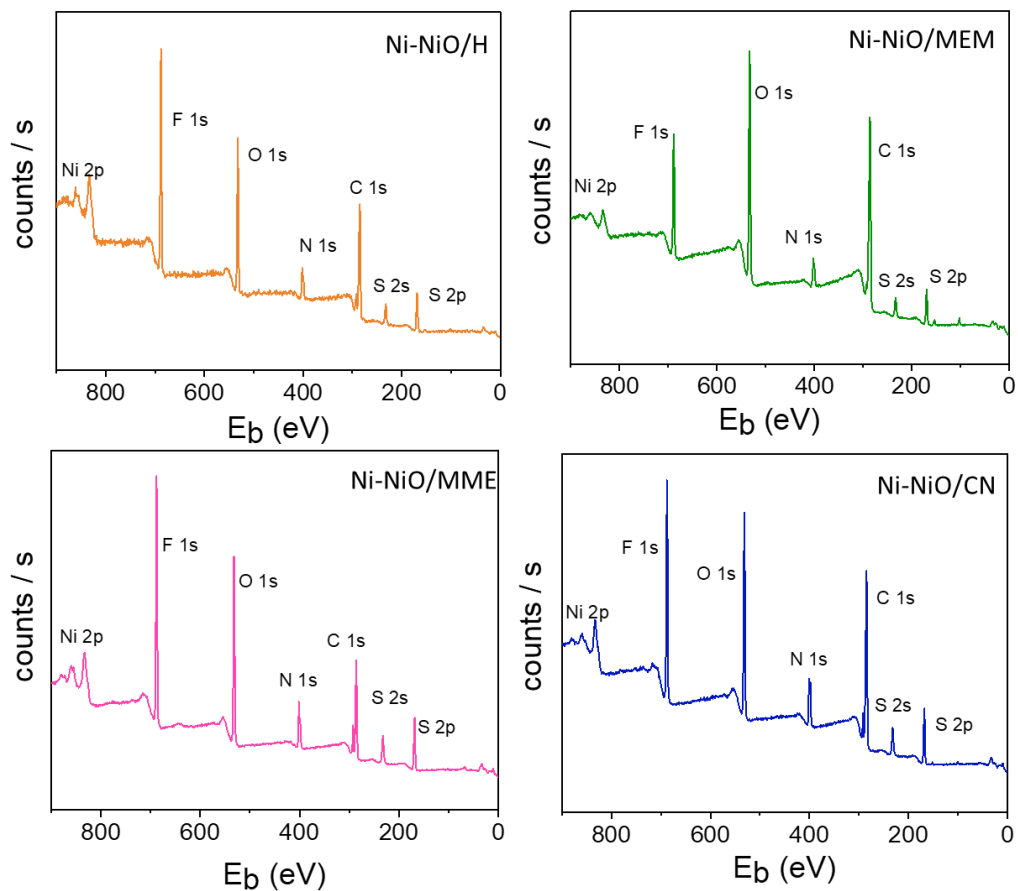 Ni-NiO/H
F 1s
O 1s
Ni 2p
C 1s
N 1s
S 2s
S 2p
counts / s
800
600
400
200
0
Eb (eV)
Ni-NiO/MEM
O 1s
F 1s
C 1s
Ni 2p
N 1s
S 2s
S 2p
counts / s
800
600
400
200
0
Eb (eV)
Ni-NiO/MME
F 1s
O 1s
Ni 2p
C 1s
N 1s
S 2s
S 2p
counts / s
800
600
400
200
0
Eb (eV)
Ni-NiO/CN
F 1s
O 1s
C 1s
Ni 2p
N 1s
S 2s
S 2p
counts / s
800
600
400
200
0
Eb (eV)